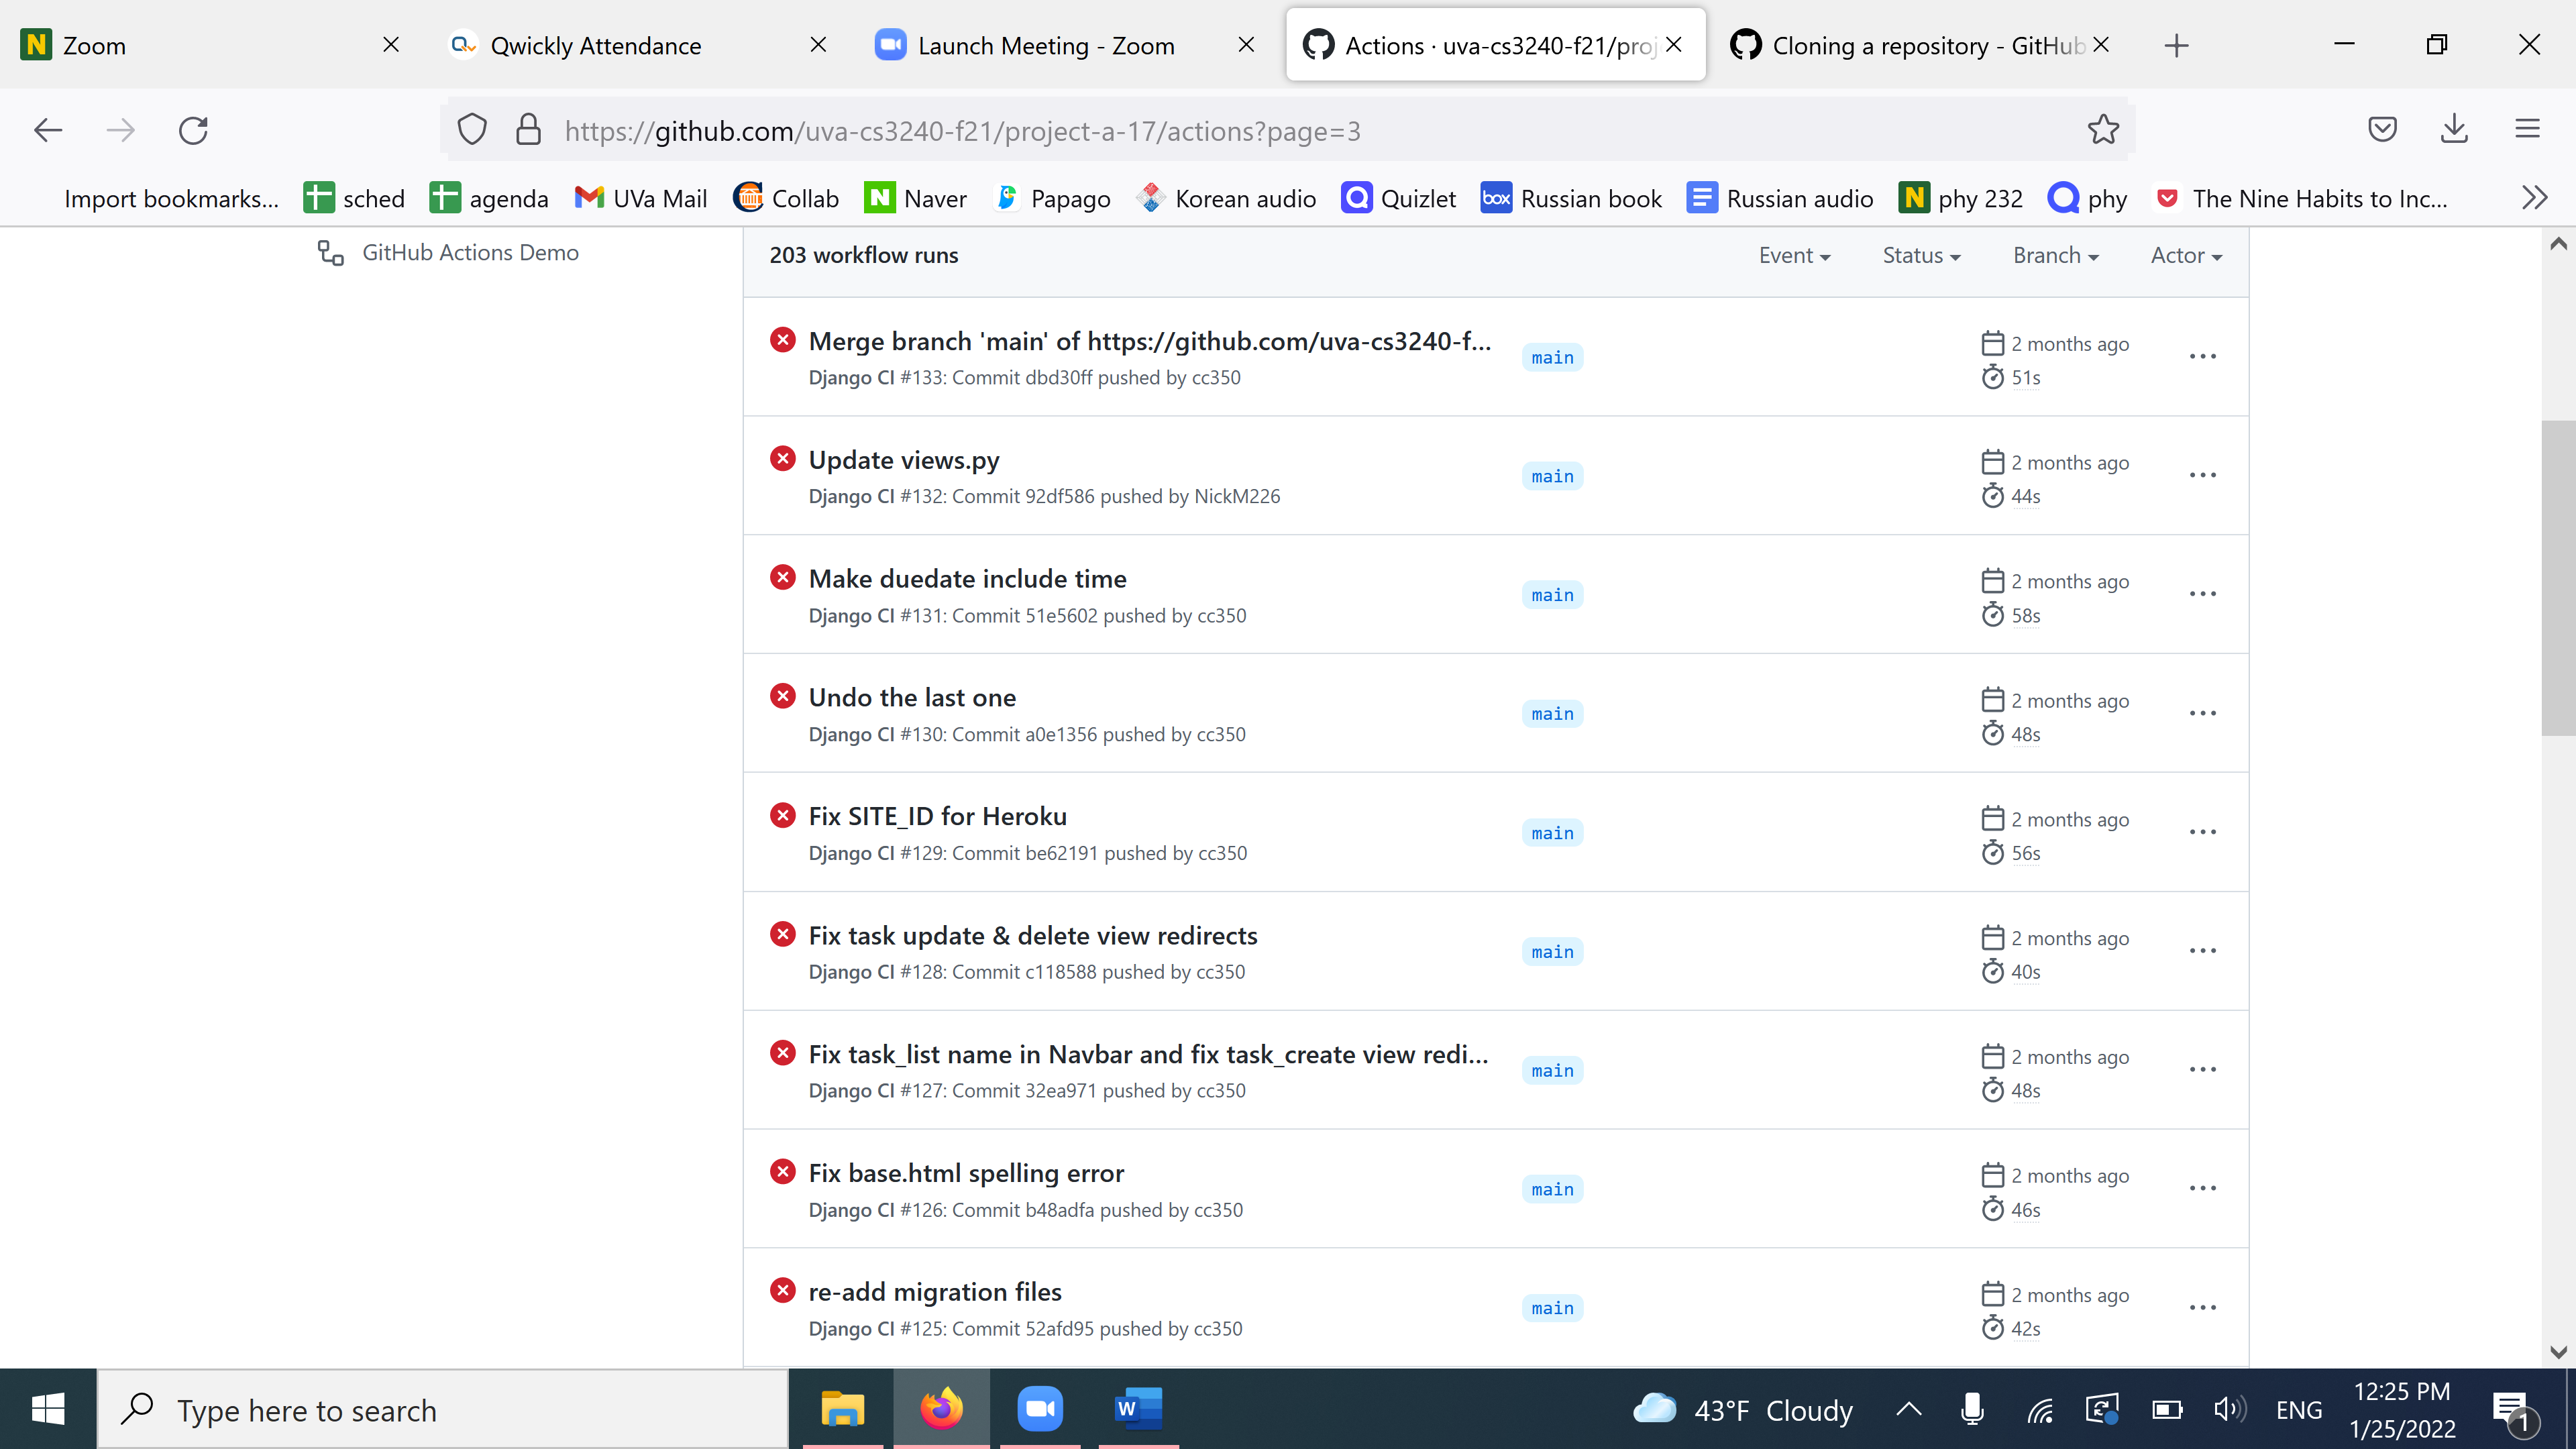 Zoom
Qwickly Attendance
Launch Meeting - Zoom
Actions · uva-cs3240-f21/proj
Cloning a repository - GitHub
https://github.com/uva-cs3240-f21/project-a-17/actions?page=3
Import bookmarks...
sched
agenda
UVa Mail
Collab
Naver
Papago
Korean audio
Quizlet
box Russian book
Russian audio
phy 232
phy
The Nine Habits to Inc...
GitHub Actions Demo
203 workflow runs
Event
Status
Branch
Actor
Merge branch 'main' of https://github.com/uva-cs3240-f...
Django CI #133: Commit dbd30ff pushed by cc350
main
2 months ago
51s
Update views.py
Django CI #132: Commit 92df586 pushed by NickM226
main
2 months ago
44s
Make duedate include time
Django CI #131: Commit 51e5602 pushed by cc350
main
2 months ago
58s
Undo the last one
Django CI #130: Commit a0e1356 pushed by cc350
main
2 months ago
48s
Fix SITE_ID for Heroku
Django CI #129: Commit be62191 pushed by cc350
main
2 months ago
56s
Fix task update & delete view redirects
Django CI #128: Commit c118588 pushed by cc350
main
2 months ago
40s
Fix task_list name in Navbar and fix task_create view redi...
Django CI #127: Commit 32ea971 pushed by cc350
main
2 months ago
48s
Fix base.html spelling error
Django CI #126: Commit b48adfa pushed by cc350
main
2 months ago
46s
re-add migration files
Django CI #125: Commit 52afd95 pushed by cc350
main
2 months ago
42s
Type here to search
43°F Cloudy
ENG
12:25 PM
1/25/2022
1